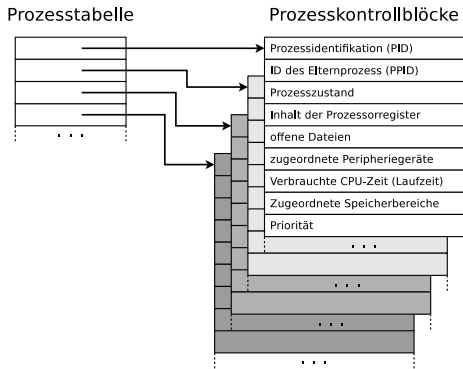 Prozesstabelle
Prozesskontrollblöcke
Prozessidentifikation (PID)
ID des Elternprozess (PPID)
Prozesszustand
Inhalt der Prozessorregister
offene Dateien
zugeordnete Peripheriegeräte
Verbrauchte CPU-Zeit (Laufzeit)
Zugeordnete Speicherbereiche
Priorität
. . .
. . .
. . .
. . .
. . .